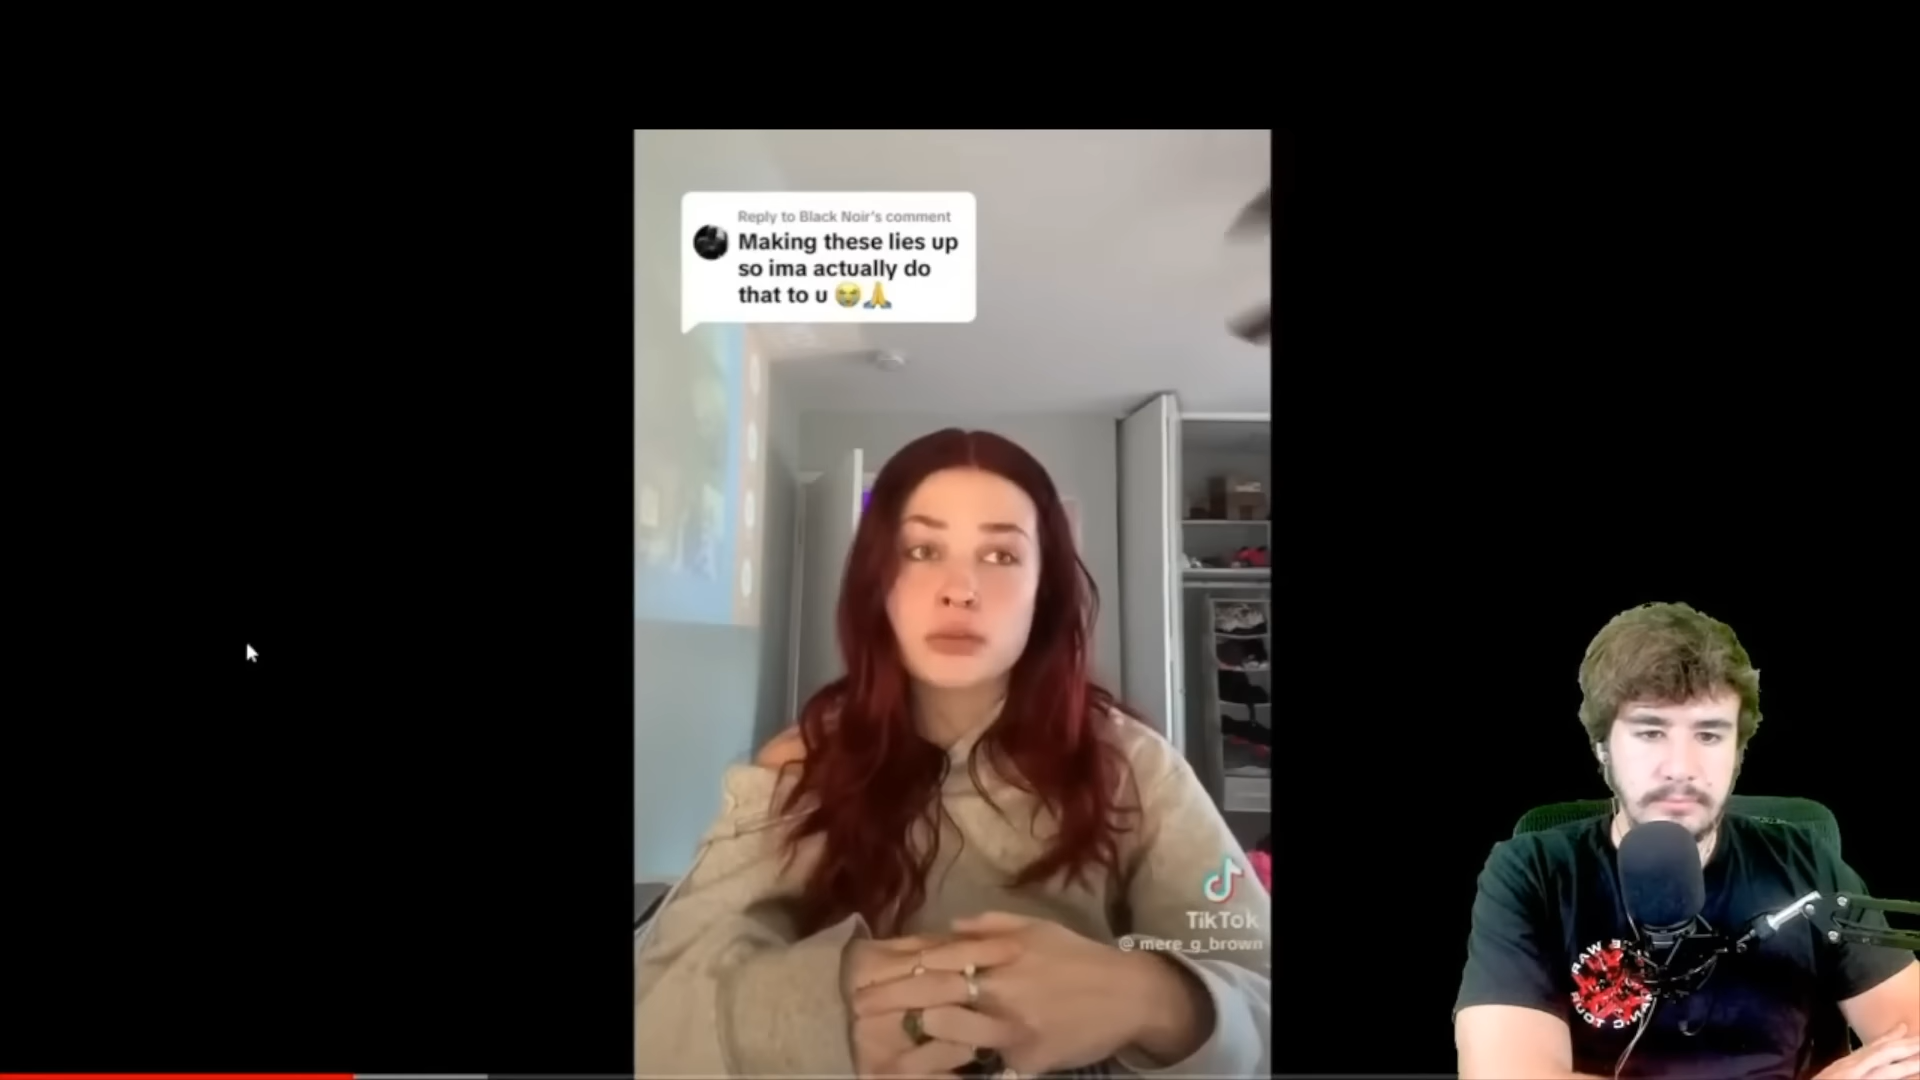 Reply to Black Noir's comment
Making these lies up
so ima actually do
that to u 😭🙏
TikTok
@mere_g_brown